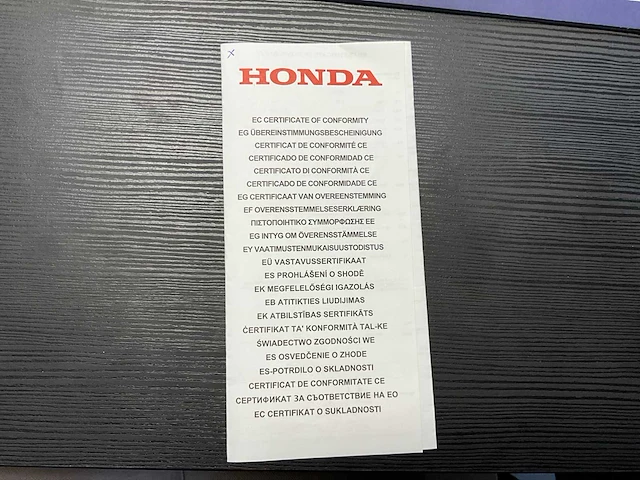 x
HONDA
EC CERTIFICATE OF CONFORMITY
EG ÜBEREINSTIMMUNGSBESCHEINIGUNG
CERTIFICAT DE CONFORMITÉ CE
CERTIFICADO DE CONFORMIDAD CE
CERTIFICATO DI CONFORMITÀ CE
CERTIFICADO DE CONFORMIDADE CE
EG CERTIFICAAT VAN OVEREENSTEMMING
EF OVERENSSTEMMELSESERKLÆRING
ΠΙΣΤΟΠΟΙΗΤΙΚΟ ΣΥΜΜΟΡΦΩΣΗΣ ΕΕ
EG INTYG OM ÖVERENSSTÄMMELSE
EY VAATIMUSTENMUKAISUUSTODISTUS
EÜ VASTAVUSSERTIFIKAAT
ES PROHLÁŠENÍ O SHODĚ
EK MEGFELELŐSÉGI IGAZOLÁS
EB ATITIKTIES LIUDIJIMAS
EK ATBILSTĪBAS SERTIFIKĀTS
ĊERTIFIKAT TA' KONFORMITÀ TAL-KE
ŚWIADECTWO ZGODNOŚCI WE
ES OSVEDČENIE O ZHODE
ES-POTRDILO O SKLADNOSTI
CERTIFICAT DE CONFORMITATE CE
СЕРТИФИКАТ ЗА СЪОТВЕТСТВИЕ НА ЕО
EC CERTIFIKAT O SUKLADNOSTI